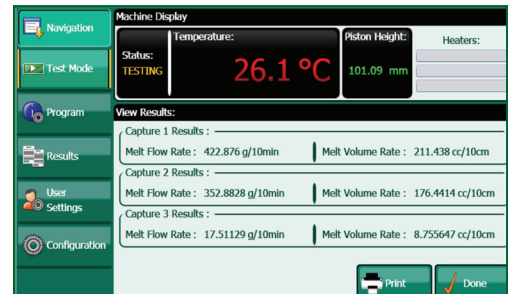 Navigation
Test Mode
Program
Results
User
Settings
Configuration
Machine Display
Status:
TESTING
Temperature:
26.1 °C
Piston Height:
101.09 mm
Heaters:
View Results:
Capture 1 Results :
Melt Flow Rate : 422.876 g/10min Melt Volume Rate : 211.438 cc/10cm
Capture 2 Results :
Melt Flow Rate : 352.8828 g/10min Melt Volume Rate : 176.4414 cc/10cm
Capture 3 Results :
Melt Flow Rate : 17.51129 g/10min Melt Volume Rate : 8.755647 cc/10cm
Print
Done